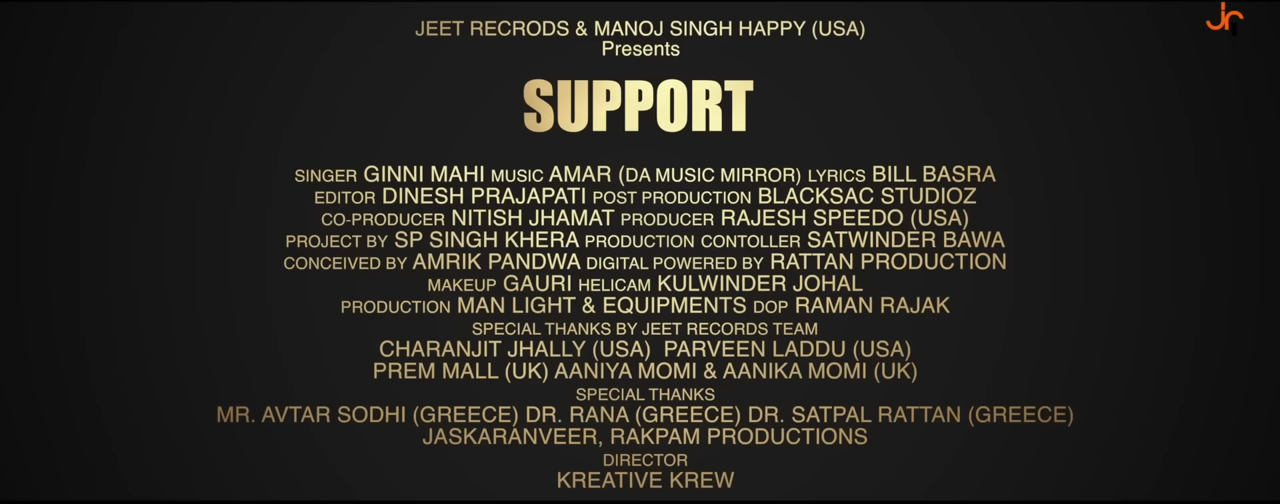 JEET RECRODS & MANOJ SINGH HAPPY (USA)
Presents
SUPPORT
SINGER GINNI MAHI MUSIC AMAR (DA MUSIC MIRROR) LYRICS BILL BASRA
EDITOR DINESH PRAJAPATI POST PRODUCTION BLACKSAC STUDIOZ
CO-PRODUCER NITISH JHAMAT PRODUCER RAJESH SPEEDO (USA)
PROJECT BY SP SINGH KHERA PRODUCTION CONTOLLER SATWINDER BAWA
CONCEIVED BY AMRIK PANDWA DIGITAL POWERED BY RATTAN PRODUCTION
MAKEUP GAURI HELICAM KULWINDER JOHAL
PRODUCTION MAN LIGHT & EQUIPMENTS DOP RAMAN RAJAK
SPECIAL THANKS BY JEET RECORDS TEAM
CHARANJIT JHALLY (USA) PARVEEN LADDU (USA)
PREM MALL (UK) AANIYA MOMI & AANIKA MOMI (UK)
SPECIAL THANKS
MR. AVTAR SODHI (GREECE) DR. RANA (GREECE) DR. SATPAL RATTAN (GREECE)
JASKARANVEER, RAKPAM PRODUCTIONS
DIRECTOR
KREATIVE KREW
jr